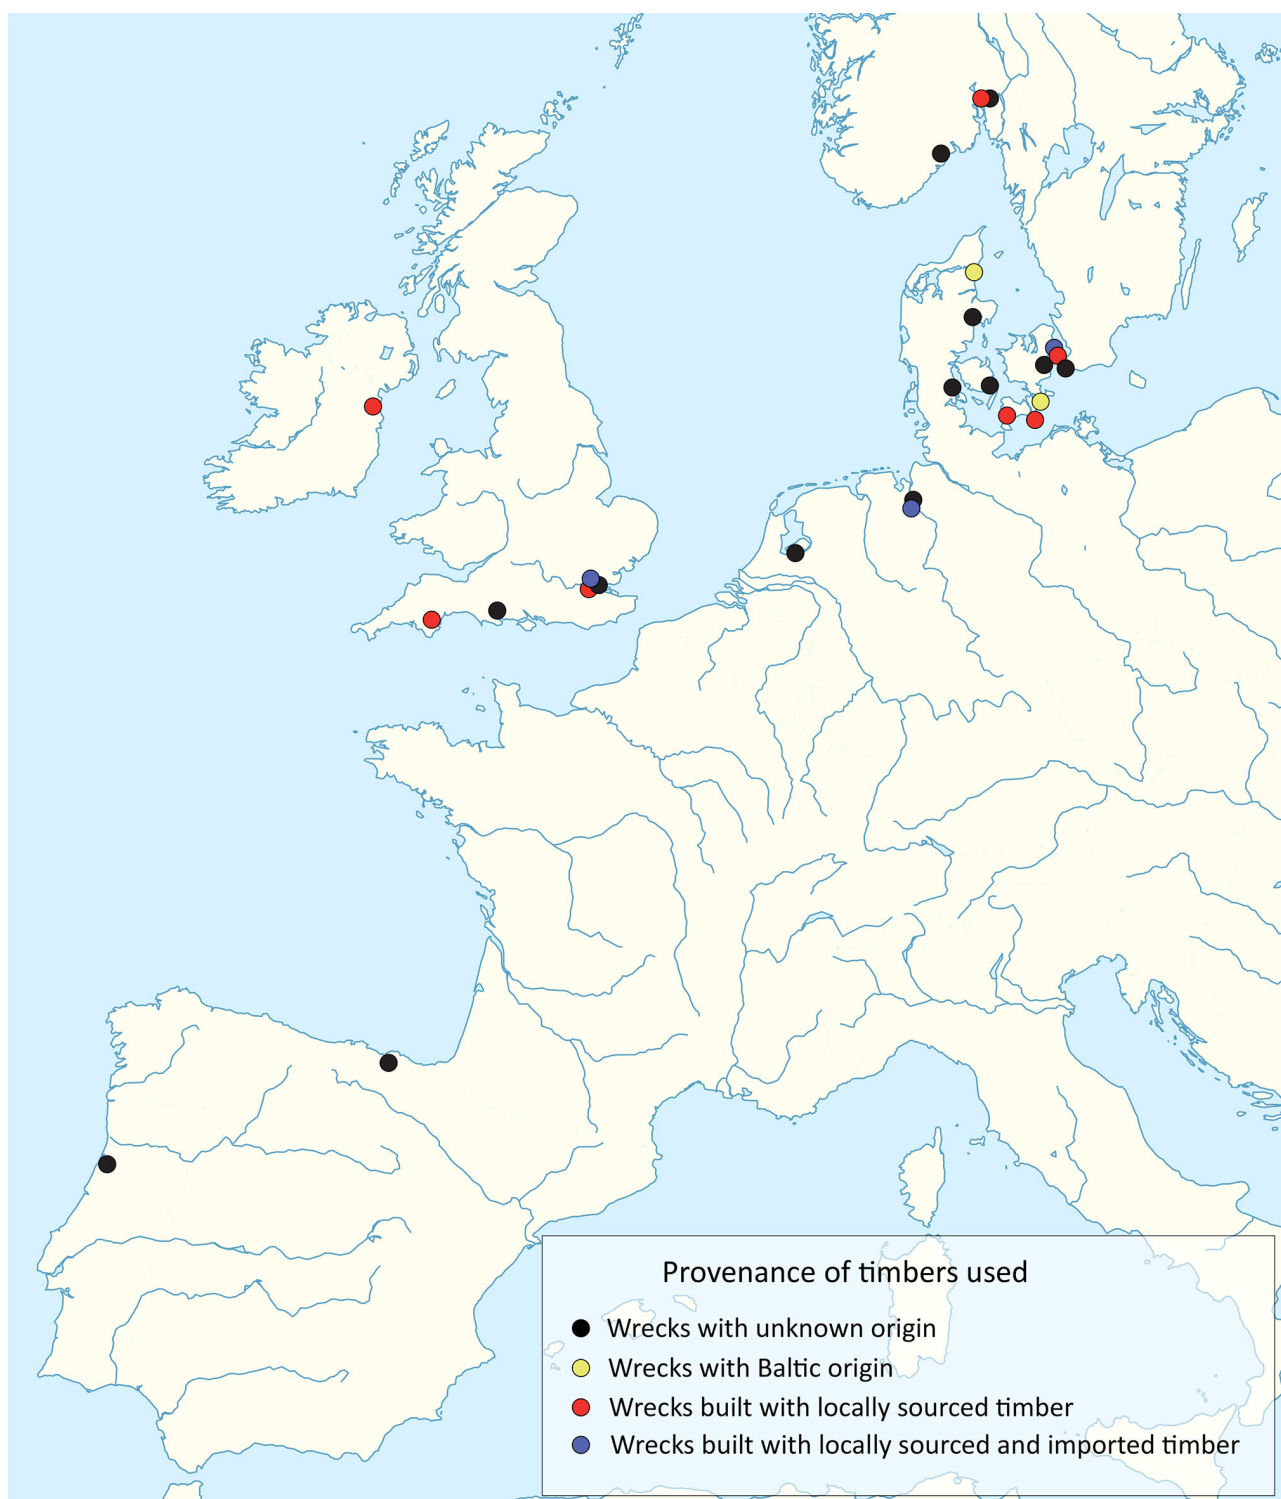 Provenance of timbers used
Wrecks with unknown origin
Wrecks with Baltic origin
Wrecks built with locally sourced timber
Wrecks built with locally sourced and imported timber